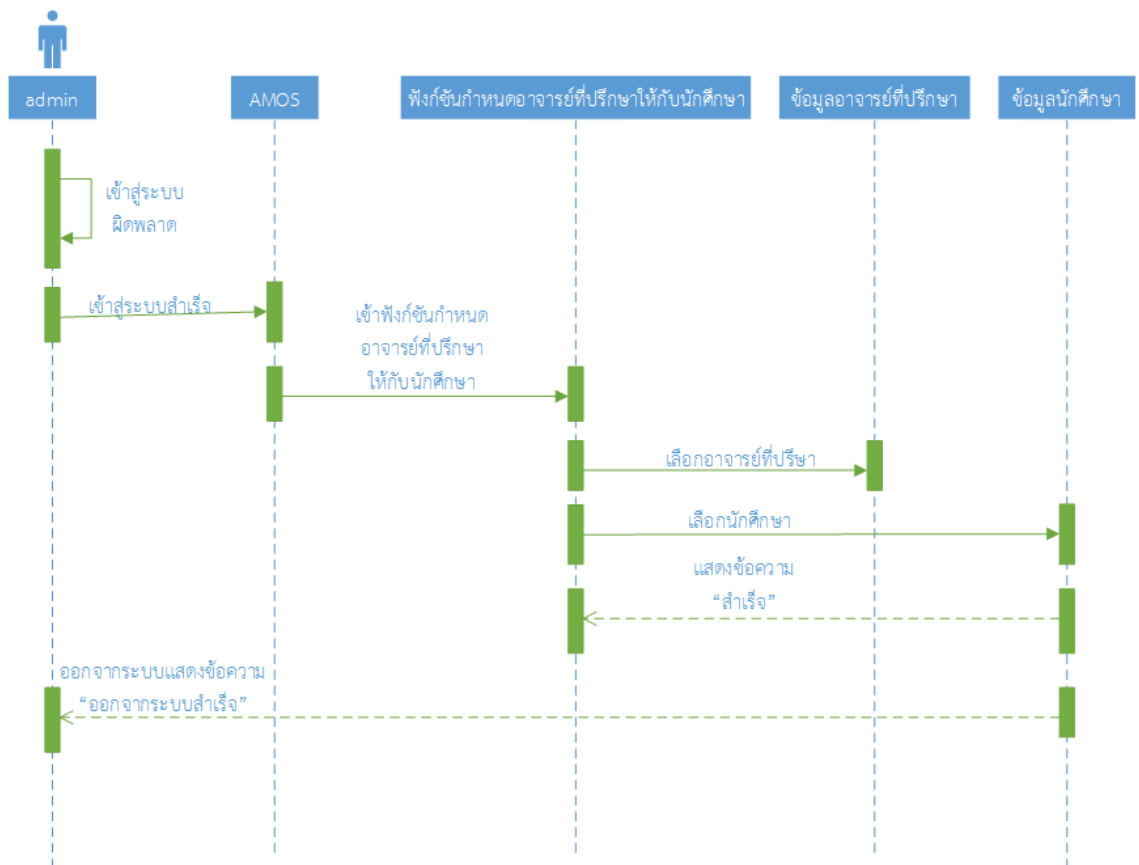 admin
AMOS
ฟังก์ชันกำหนดอาจารย์ที่ปรึกษาให้กับนักศึกษา
ข้อมูลอาจารย์ที่ปรึกษา
ข้อมูลนักศึกษา
เข้าสู่ระบบ
ผิดพลาด
เข้าสู่ระบบสำเร็จ
เข้าฟังก์ชันกำหนด
อาจารย์ที่ปรึกษา
ให้กับนักศึกษา
เลือกอาจารย์ที่ปรึษา
เลือกนักศึกษา
แสดงข้อความ
“สำเร็จ”
ออกจากระบบแสดงข้อความ
“ออกจากระบบสำเร็จ”